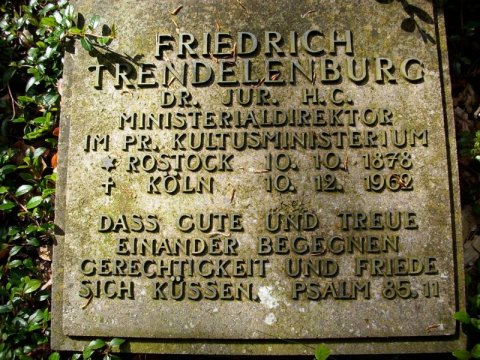 FRIEDRICH
TRENDELENBURG
DR. JUR. H.C.
MINISTERIALDIREKTOR
IM PR. KULTUSMINISTERIUM
* ROSTOCK 10. 10. 1878
† KÖLN 10. 12. 1962
DASS GUTE UND TREUE
EINANDER BEGEGNEN
GERECHTIGKEIT UND FRIEDE
SICH KÜSSEN. PSALM 85.11